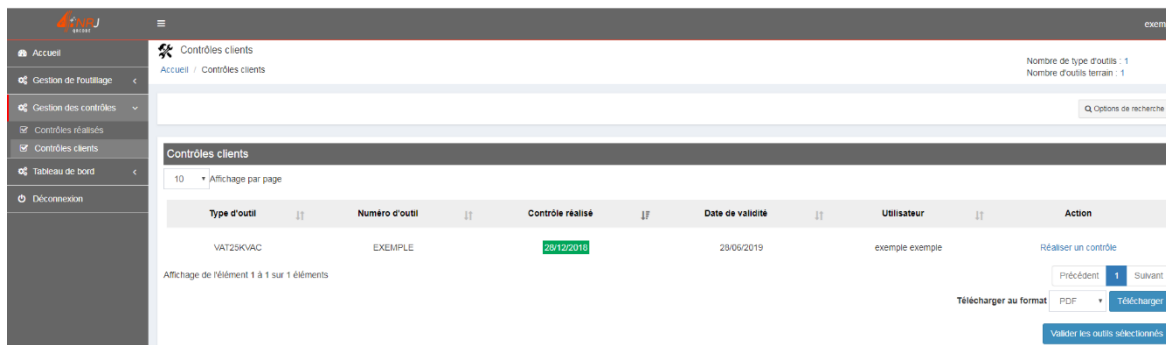 exem
Accueil
Gestion de l'outillage
Gestion des contrôles
Contrôles réalisés
Contrôles clients
Tableau de bord
Déconnexion
Contrôles clients
Accueil / Contrôles clients
Nombre de type d'outils : 1
Nombre d'outils terrain : 1
Options de recherche
Contrôles clients
10 Affichage par page
Type d'outil Numéro d'outil Contrôle réalisé Date de validité Utilisateur Action
VAT25KVAC EXEMPLE 28/12/2018 28/06/2019 exemple exemple Réaliser un contrôle
Affichage de l'élément 1 à 1 sur 1 éléments
Précédent 1 Suivant
Télécharger au format PDF Télécharger
Valider les outils sélectionnés